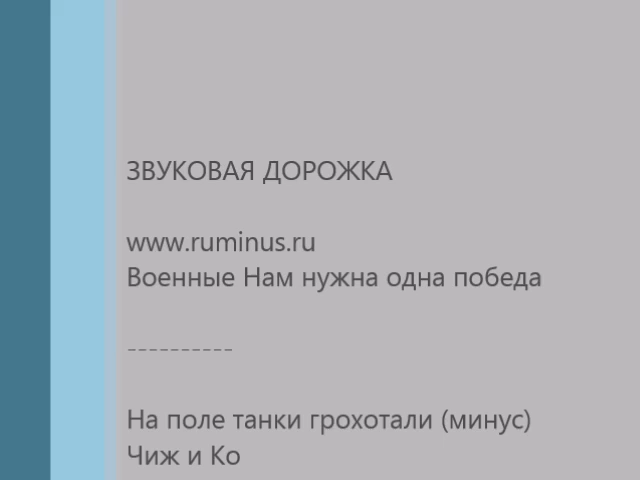 ЗВУКОВАЯ ДОРОЖКА
www.ruminus.ru
Военные Нам нужна одна победа
----------
На поле танки грохотали (минус)
Чиж и Ко